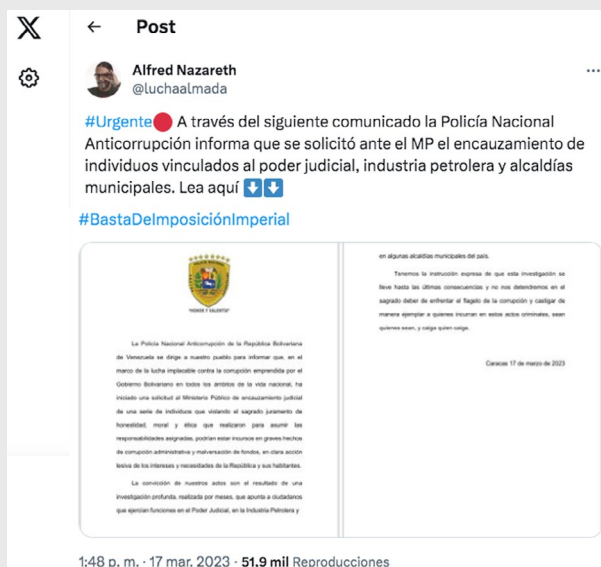 Post
Alfred Nazareth
@luchaalmada
#Urgente🔴 A través del siguiente comunicado la Policía Nacional
Anticorrupción informa que se solicitó ante el MP el encauzamiento de
individuos vinculados al poder judicial, industria petrolera y alcaldías
municipales. Lea aquí ⬇️⬇️
#BastaDeImposiciónImperial
"HONOR Y VALENTÍA"
La Policía Nacional Anticorrupción de la República Bolivariana
de Venezuela se dirige a nuestro pueblo para informar que, en el
marco de la lucha implacable contra la corrupción emprendida por el
Gobierno Bolivariano en todos los ámbitos de la vida nacional, ha
iniciado una solicitud al Ministerio Público de encauzamiento judicial
de una serie de individuos que violando el sagrado juramento de
honestidad, moral y ética que realizaron para asumir las
responsabilidades asignadas, podrían estar incursos en graves hechos
de corrupción administrativa y malversación de fondos, en clara acción
lesiva de los intereses y necesidades de la República y sus habitantes.
La convicción de nuestros actos son el resultado de una
investigación profunda, realizada por meses, que apunta a ciudadanos
que ejercían funciones en el Poder Judicial, en la Industria Petrolera y
en algunas alcaldías municipales del país.
Tenemos la instrucción expresa de que esta investigación se
lleve hasta las últimas consecuencias y no nos detendremos en el
sagrado deber de enfrentar el flagelo de la corrupción y castigar de
manera ejemplar a quienes incurran en estos actos criminales, sean
quienes sean, y caiga quien caiga.
Caracas 17 de marzo de 2023
1:48 p. m. · 17 mar. 2023 · 51,9 mil Reproducciones